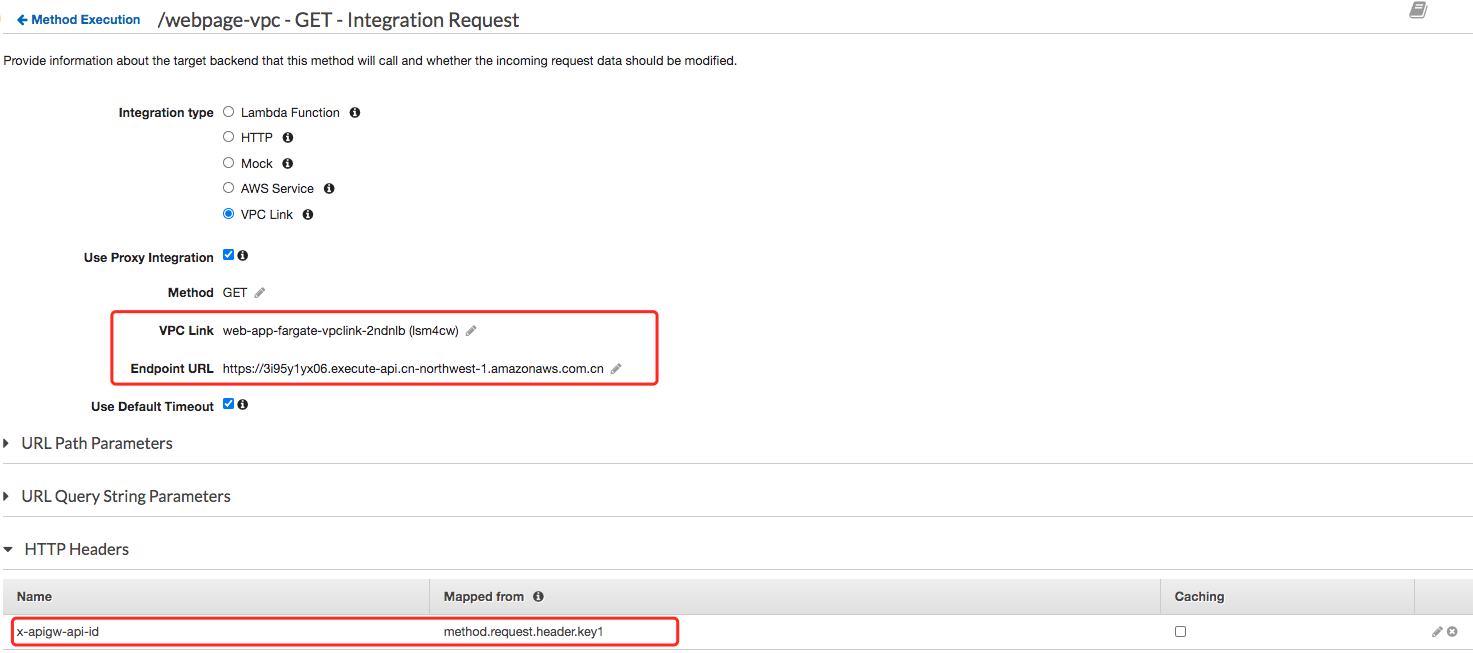 Method Execution /webpage-vpc - GET - Integration Request
Provide information about the target backend that this method will call and whether the incoming request data should be modified.
Integration type Lambda Function
HTTP
Mock
AWS Service
VPC Link
Use Proxy Integration
Method GET
VPC Link web-app-fargate-vpclink-2ndnlb (lsm4cw)
Endpoint URL https://3i95y1yx06.execute-api.cn-northwest-1.amazonaws.com.cn
Use Default Timeout
URL Path Parameters
URL Query String Parameters
HTTP Headers
Name Mapped from Caching
x-apigw-api-id method.request.header.key1